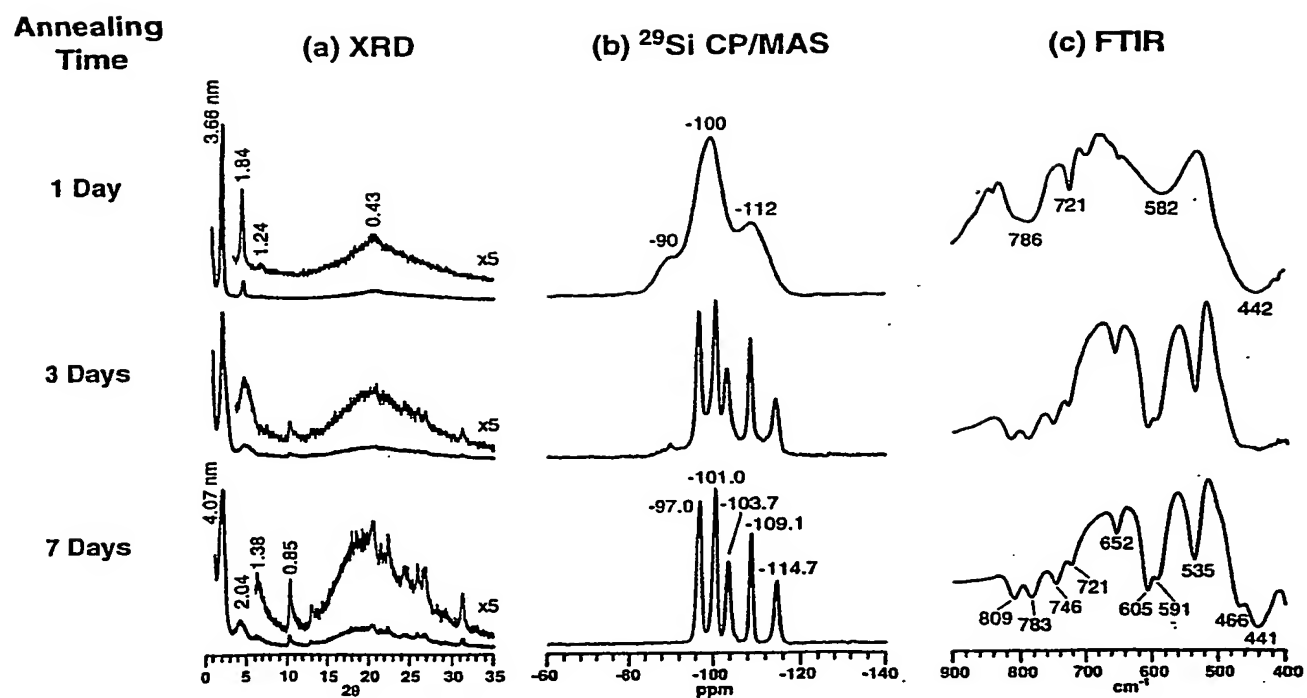 Annealing Time
(a) XRD
(b) ²⁹Si CP/MAS
(c) FTIR
1 Day
3.66 nm
1.84
1.24
0.43
x5
-90
-100
-112
786
721
582
442
3 Days
x5
7 Days
4.07 nm
2.04
1.38
0.85
x5
-97.0
-101.0
-103.7
-109.1
-114.7
809
783
746
721
652
605
591
535
466
441
0 5 10 15 20 25 30 35
2θ
-60 -80 -100 -120 -140
ppm
900 800 700 600 500 400
cm⁻¹